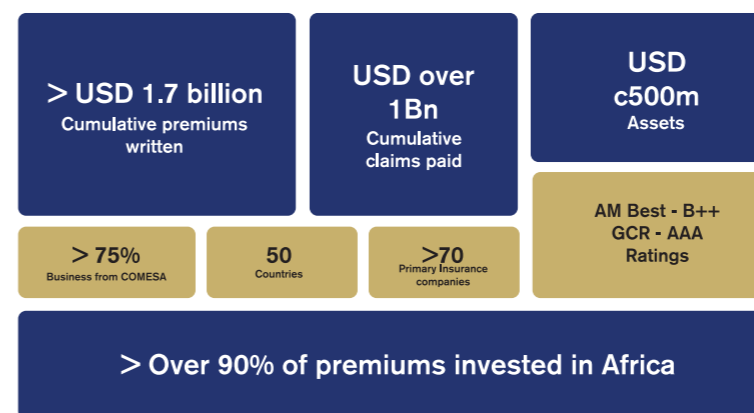 > USD 1.7 billion
Cumulative premiums
written
USD over
1Bn
Cumulative
claims paid
USD
c500m
Assets
> 75%
Business from COMESA
50
Countries
>70
Primary Insurance
companies
AM Best - B++
GCR - AAA
Ratings
> Over 90% of premiums invested in Africa